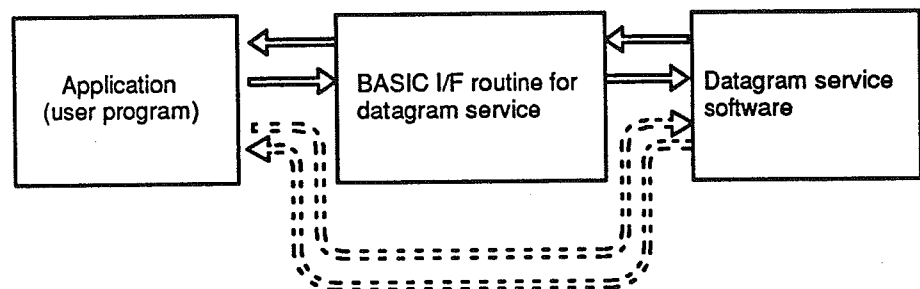 Application
(user program)
BASIC I/F routine for
datagram service
Datagram service
software